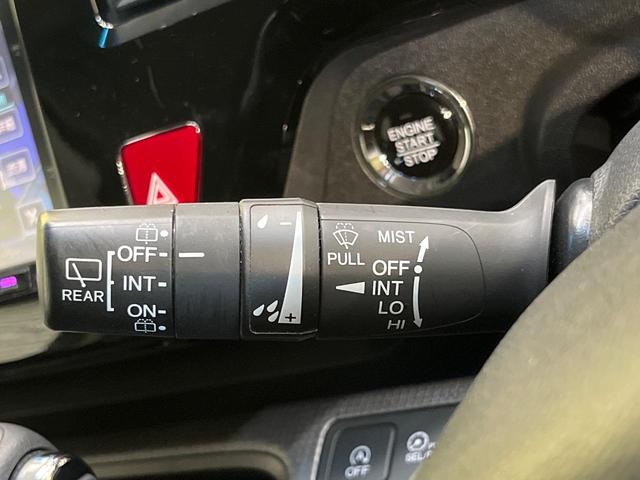 ENGINE
START
STOP
OFF
INT
REAR
ON
- +
PULL
MIST
OFF
INT
LO
HI
OFF